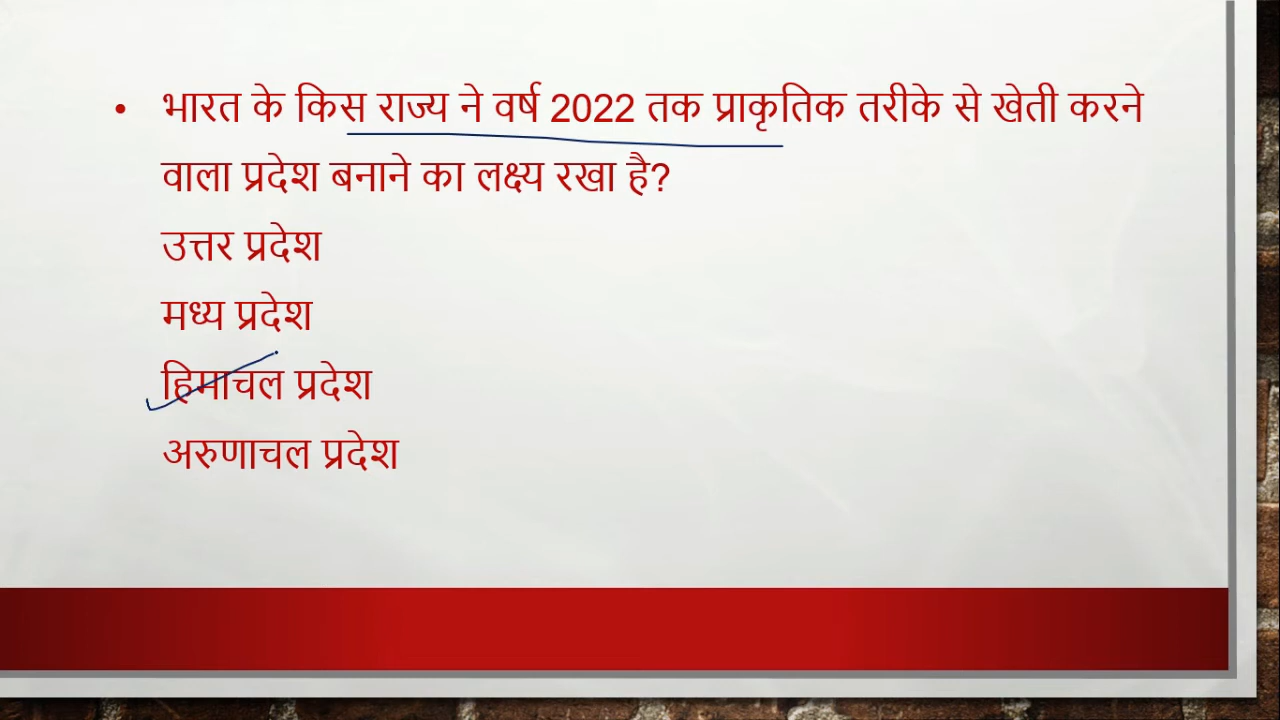 • भारत के किस राज्य ने वर्ष 2022 तक प्राकृतिक तरीके से खेती करने
वाला प्रदेश बनाने का लक्ष्य रखा है?
उत्तर प्रदेश
मध्य प्रदेश
हिमाचल प्रदेश
अरुणाचल प्रदेश